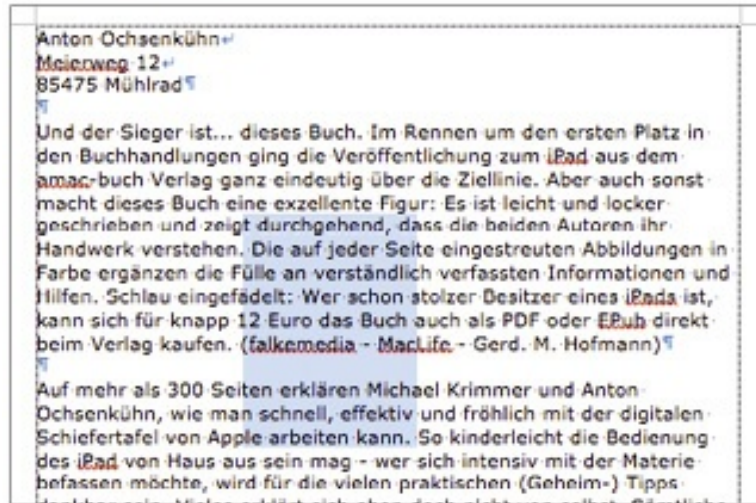 Anton Ochsenkühn
Meierweg 12
85475 Mühlrad
Und der Sieger ist... dieses Buch. Im Rennen um den ersten Platz in
den Buchhandlungen ging die Veröffentlichung zum iPad aus dem
amac-buch Verlag ganz eindeutig über die Ziellinie. Aber auch sonst
macht dieses Buch eine exzellente Figur: Es ist leicht und locker
geschrieben und zeigt durchgehend, dass die beiden Autoren ihr
Handwerk verstehen. Die auf jeder Seite eingestreuten Abbildungen in
Farbe ergänzen die Fülle an verständlich verfassten Informationen und
Hilfen. Schlau eingefädelt: Wer schon stolzer Besitzer eines iPads ist,
kann sich für knapp 12 Euro das Buch auch als PDF oder EPub direkt
beim Verlag kaufen. (falkemedia - MacLife - Gerd. M. Hofmann)
Auf mehr als 300 Seiten erklären Michael Krimmer und Anton
Ochsenkühn, wie man schnell, effektiv und fröhlich mit der digitalen
Schiefertafel von Apple arbeiten kann. So kinderleicht die Bedienung
des iPad von Haus aus sein mag - wer sich intensiv mit der Materie
befassen möchte, wird für die vielen praktischen (Geheim-) Tipps